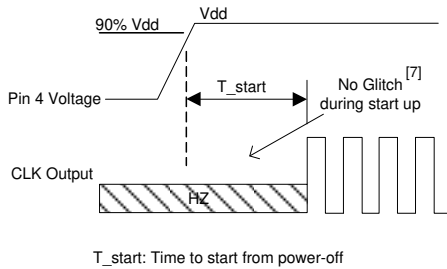 90% Vdd
Vdd
T_start
No Glitch [7]
during start up
Pin 4 Voltage
CLK Output
HZ
T_start: Time to start from power-off